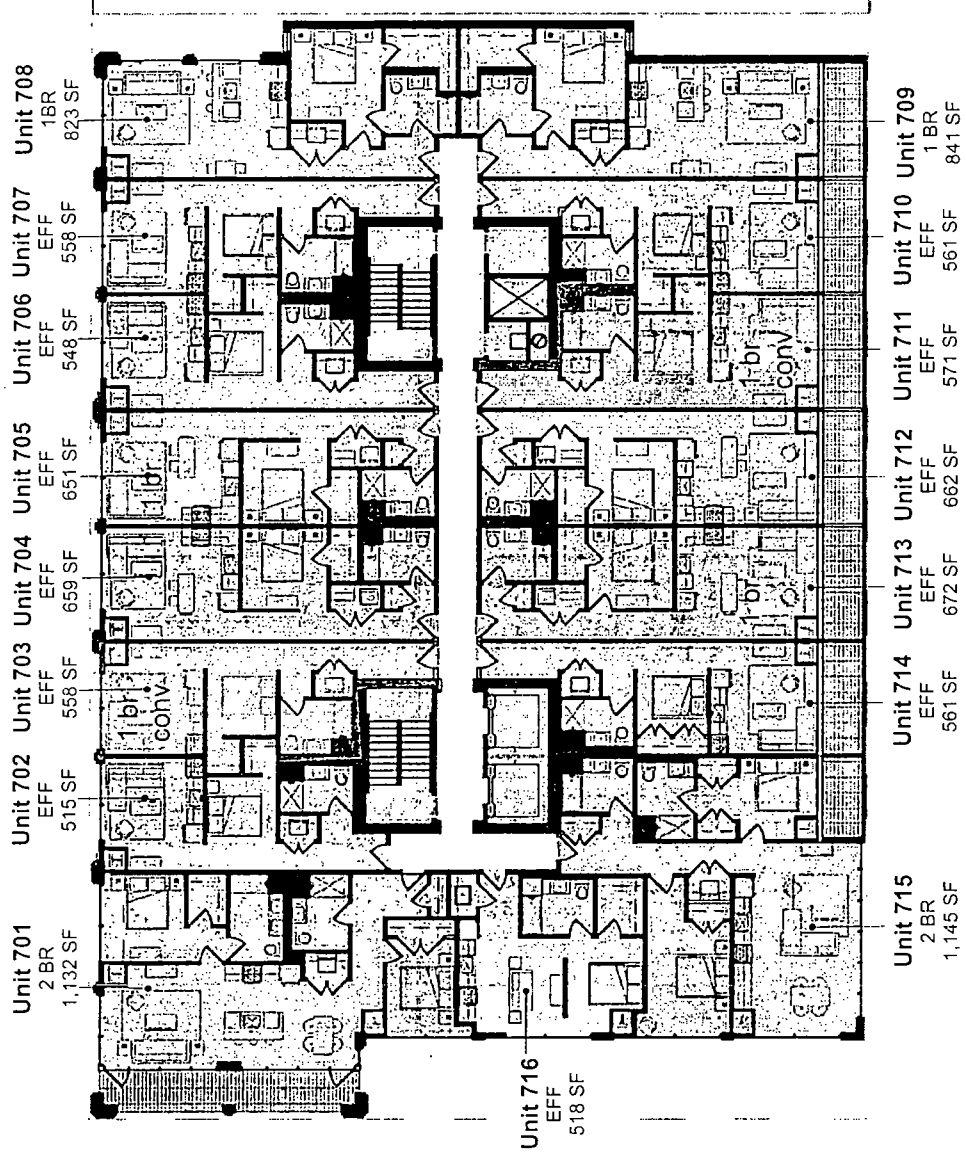 Unit 701
2 BR
1,132 SF
Unit 702
EFF
515 SF
Unit 703
EFF
558 SF
Unit 704
EFF
659 SF
Unit 705
EFF
651 SF
Unit 706
EFF
548 SF
Unit 707
EFF
558 SF
Unit 708
1BR
823 SF
1 br
conv
1 br
1-br
conv
1-br
Unit 709
1 BR
841 SF
Unit 710
EFF
561 SF
Unit 711
EFF
571 SF
Unit 712
EFF
662 SF
Unit 713
EFF
672 SF
Unit 714
EFF
561 SF
Unit 715
2 BR
1,145 SF
Unit 716
EFF
518 SF